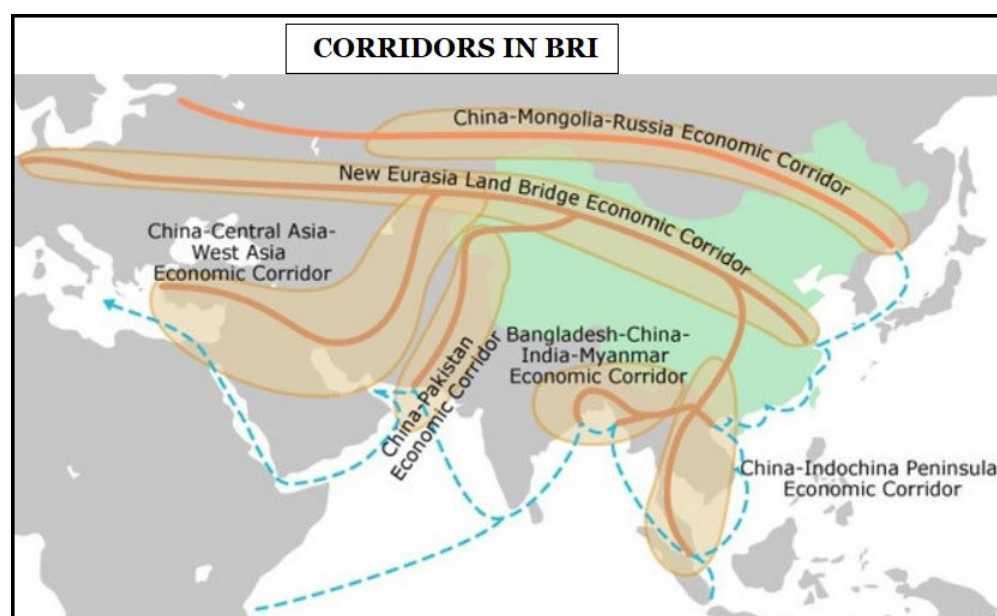 CORRIDORS IN BRI
China-Mongolia-Russia Economic Corridor
New Eurasia Land Bridge Economic Corridor
China-Central Asia-
West Asia
Economic Corridor
China-Pakistan
Economic Corridor
Bangladesh-China-
India-Myanmar
Economic Corridor
China-Indochina Peninsula
Economic Corridor